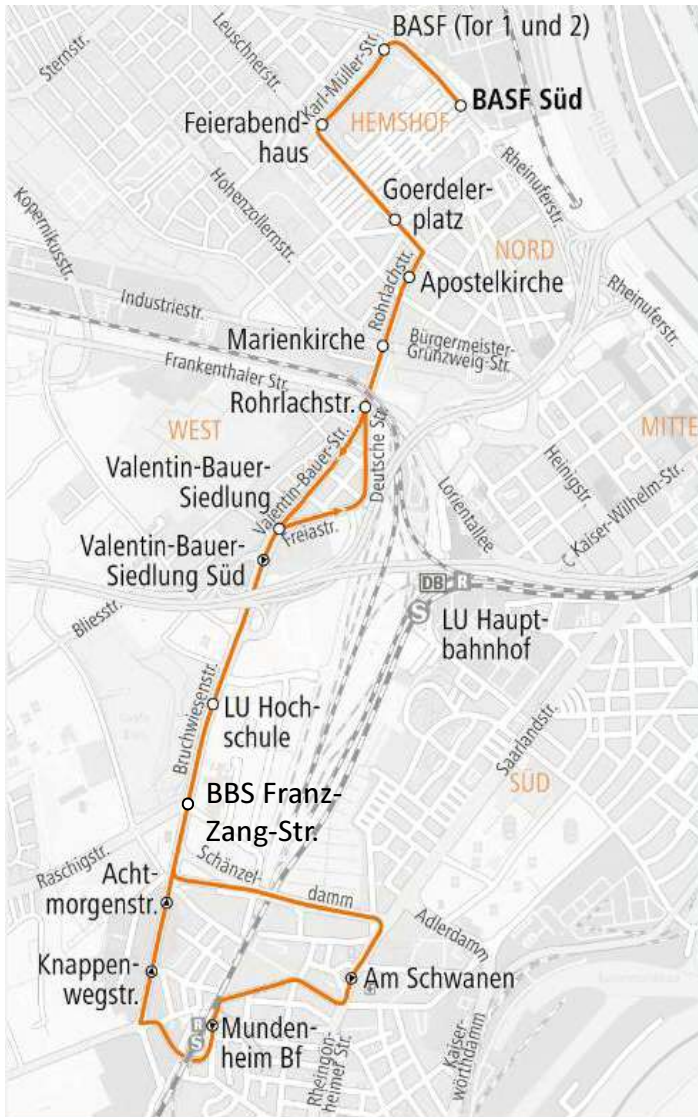 Sternstr.
Leuschnerstr.
BASF (Tor 1 und 2)
Karl-Müller-Str.
BASF Süd
Feierabend-
haus
HEMSHOF
Rheinuferstr.
Kopernikusstr.
Hohenzollernstr.
Goerdeler-
platz
NORD
Rohrlachstr.
Apostelkirche
Rheinuferstr.
Industriestr.
Marienkirche
Bürgermeister-
Grünzweig-Str.
Frankenthaler Str.
Rohrlachstr.
WEST
MITTE
Valentin-Bauer-Str.
Deutsche Str.
Valentin-Bauer-
Siedlung
Heinigstr.
Lorientallee
C Kaiser-Wilhelm-Str.
Freiastr.
Valentin-Bauer-
Siedlung Süd
DB R
S
Bliesstr.
LU Haupt-
bahnhof
Bruchwiesenstr.
LU Hoch-
schule
Saarlandstr.
SÜD
BBS Franz-
Zang-Str.
Raschigstr.
Schänzel-
damm
Acht-
morgenstr.
Adlerdamm
Knappen-
wegstr.
Am Schwanen
R
S
Munden-
heim Bf
Rheingön-
heimer Str.
Kaiser-
wörthdamm